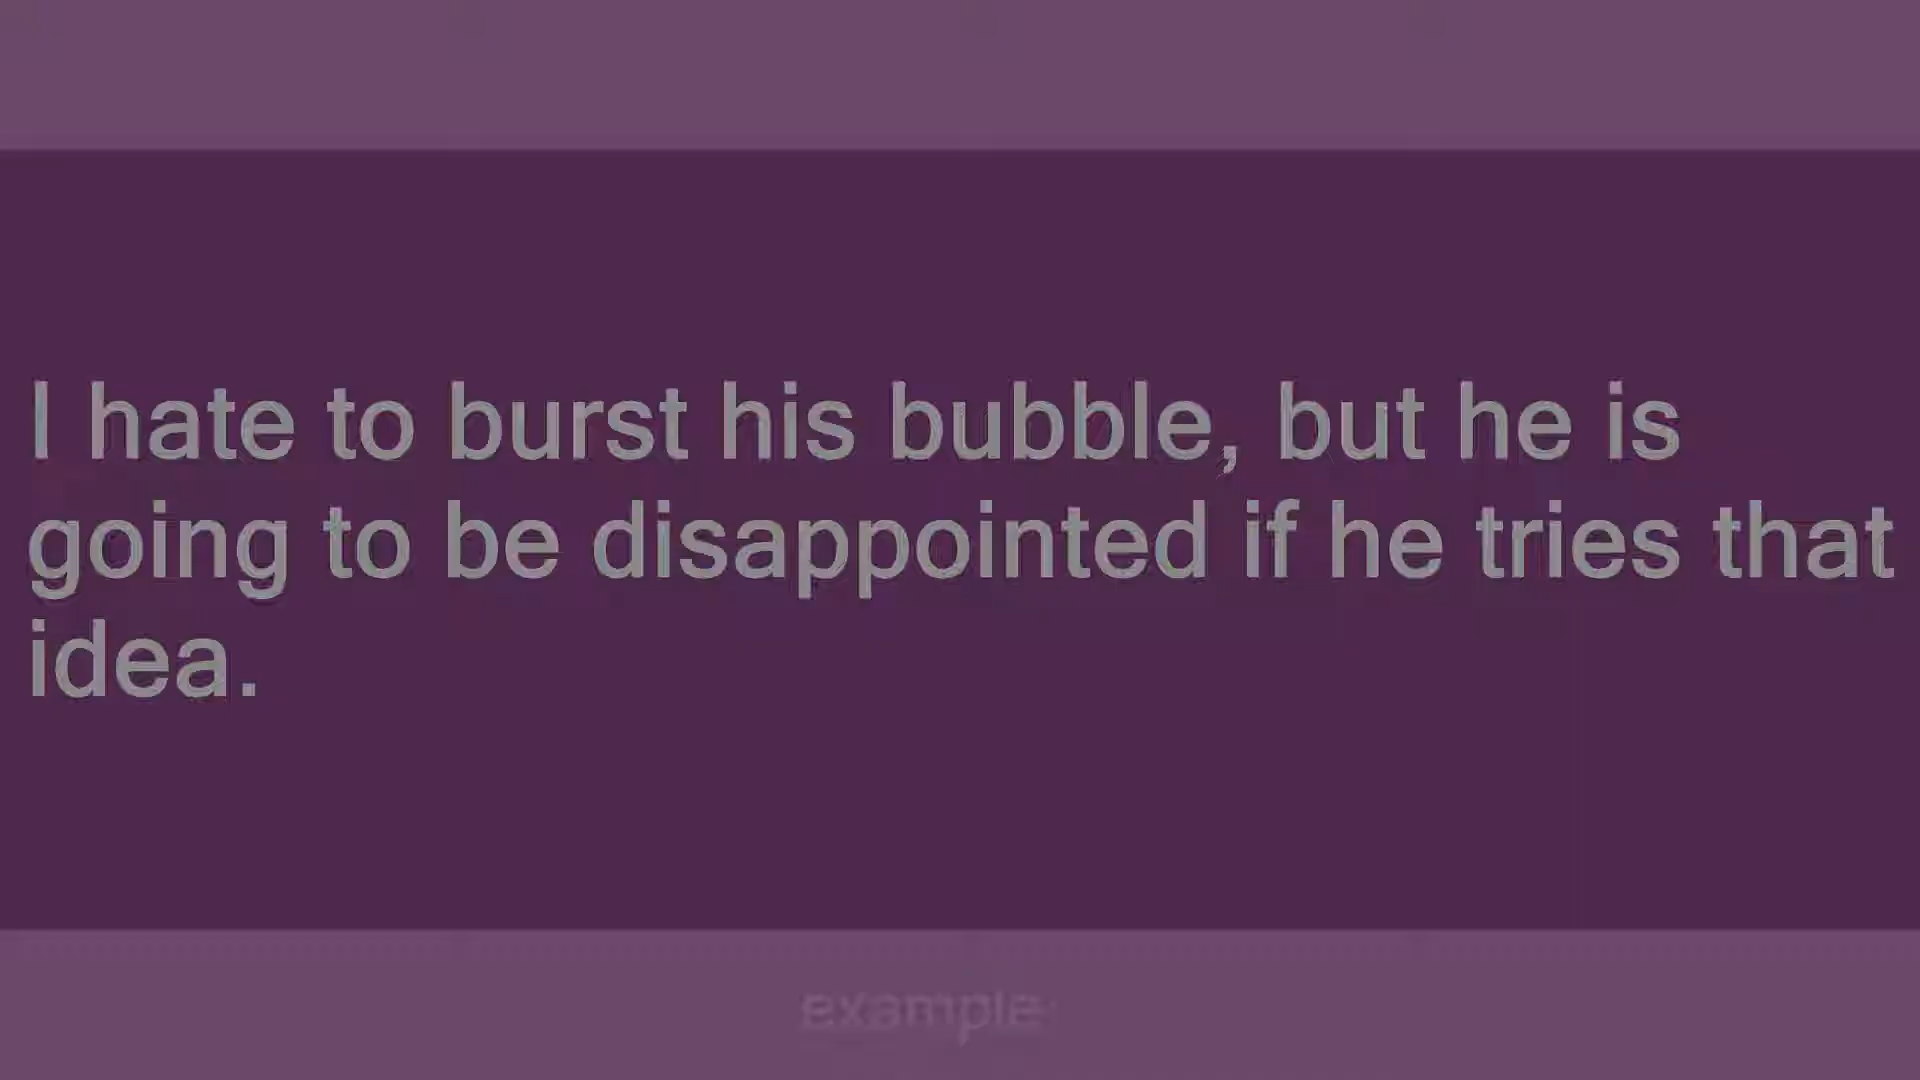 I hate to burst his bubble, but he is
going to be disappointed if he tries that
idea.
example